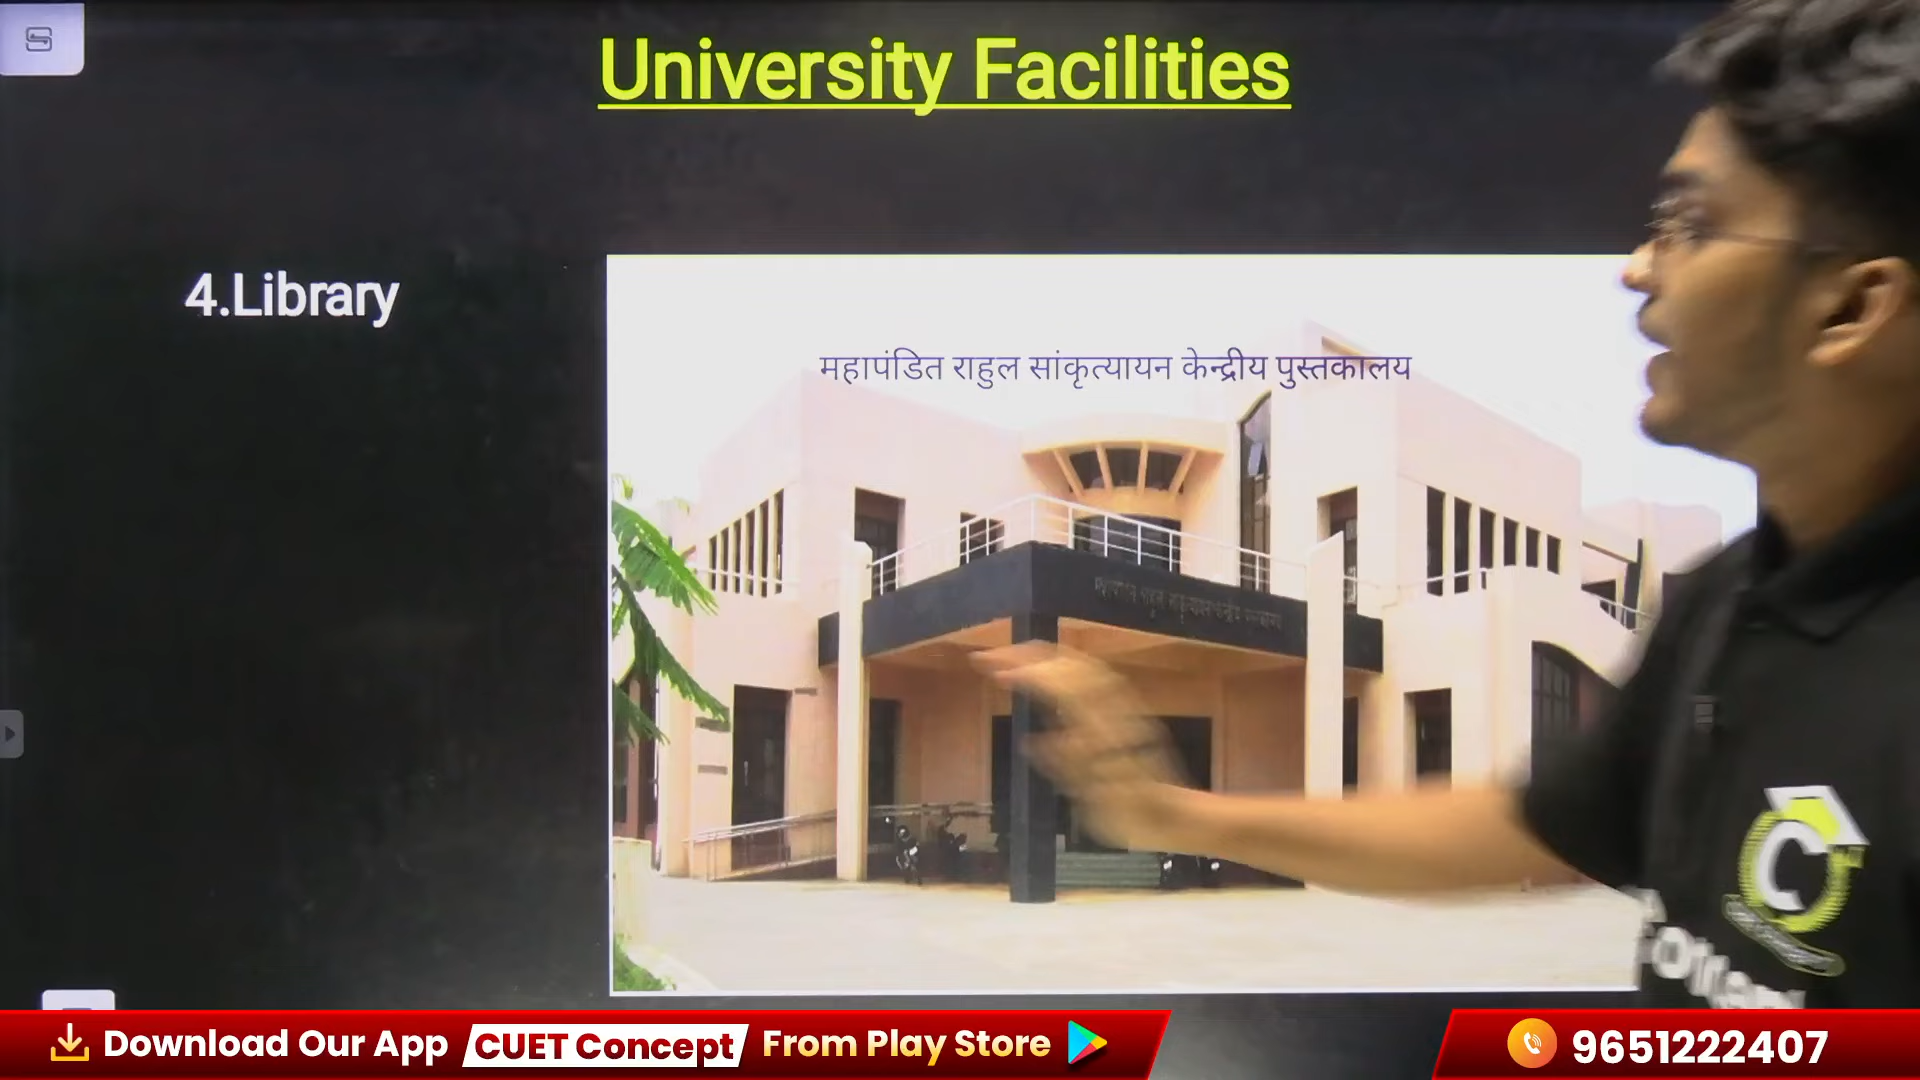 University Facilities
4.Library
महापंडित राहुल सांकृत्यायन केन्द्रीय पुस्तकालय
Download Our App CUET Concept From Play Store
9651222407